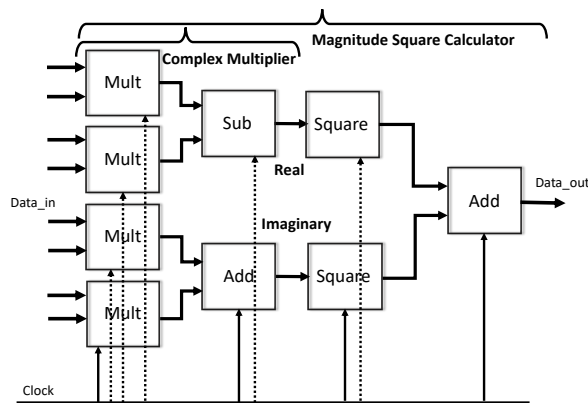 Magnitude Square Calculator
Complex Multiplier
Mult
Mult
Sub
Square
Real
Data_in
Mult
Imaginary
Add
Square
Add
Data_out
Mult
Clock